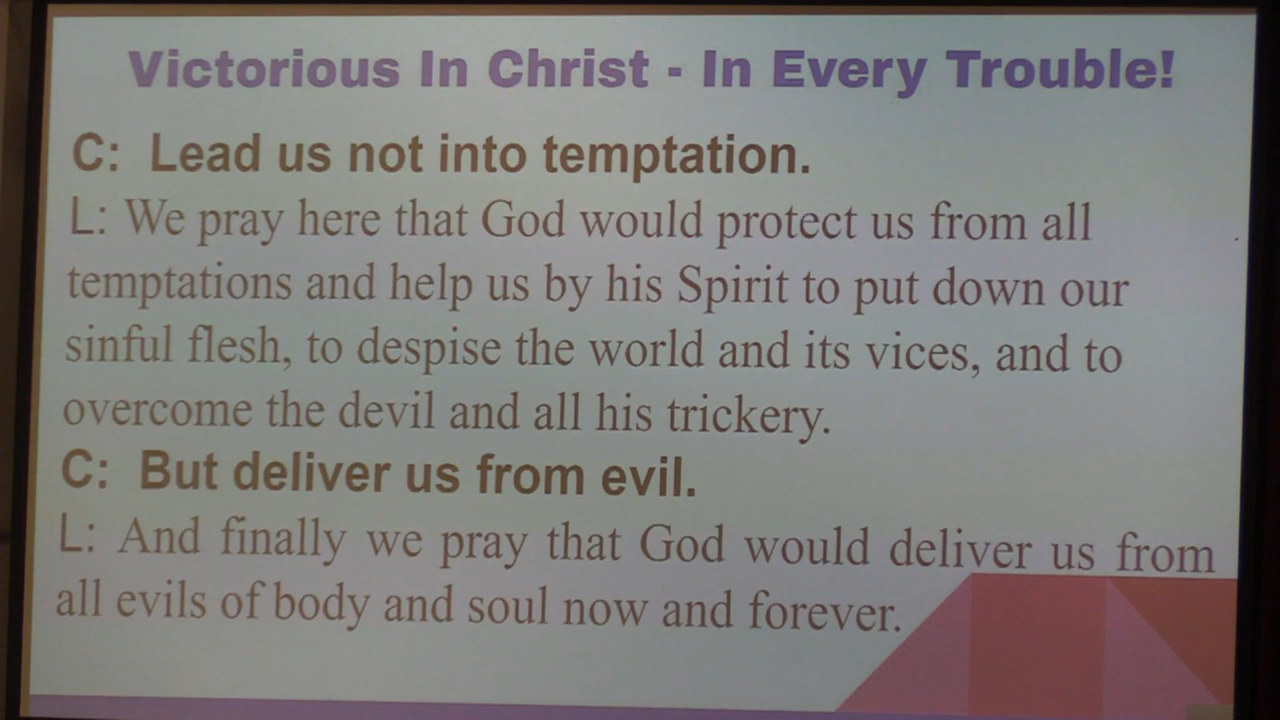 Victorious In Christ - In Every Trouble!
C: Lead us not into temptation.
L: We pray here that God would protect us from all
temptations and help us by his Spirit to put down our
sinful flesh, to despise the world and its vices, and to
overcome the devil and all his trickery.
C: But deliver us from evil.
L: And finally we pray that God would deliver us from
all evils of body and soul now and forever.